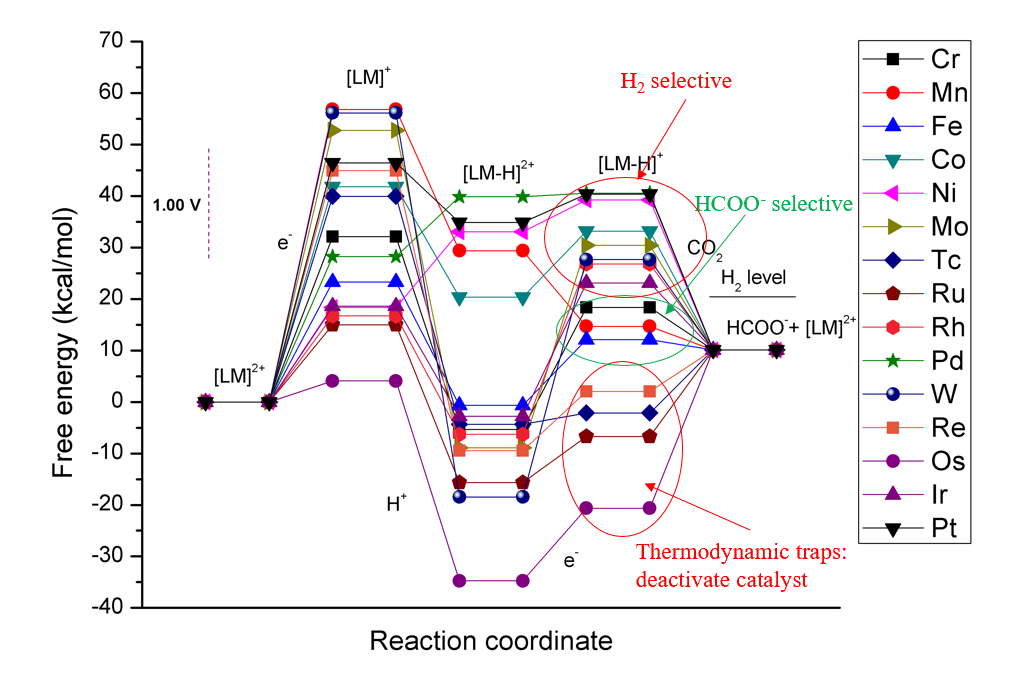 70
60
50
40
30
20
10
0
-10
-20
-30
-40
Free energy (kcal/mol)
Reaction coordinate
1.00 V
[LM]²⁺
e⁻
[LM]⁺
H⁺
[LM-H]²⁺
e⁻
[LM-H]⁺
H₂ selective
HCOO⁻ selective
CO₂
H₂ level
HCOO⁻+ [LM]²⁺
Thermodynamic traps:
deactivate catalyst
Cr
Mn
Fe
Co
Ni
Mo
Tc
Ru
Rh
Pd
W
Re
Os
Ir
Pt